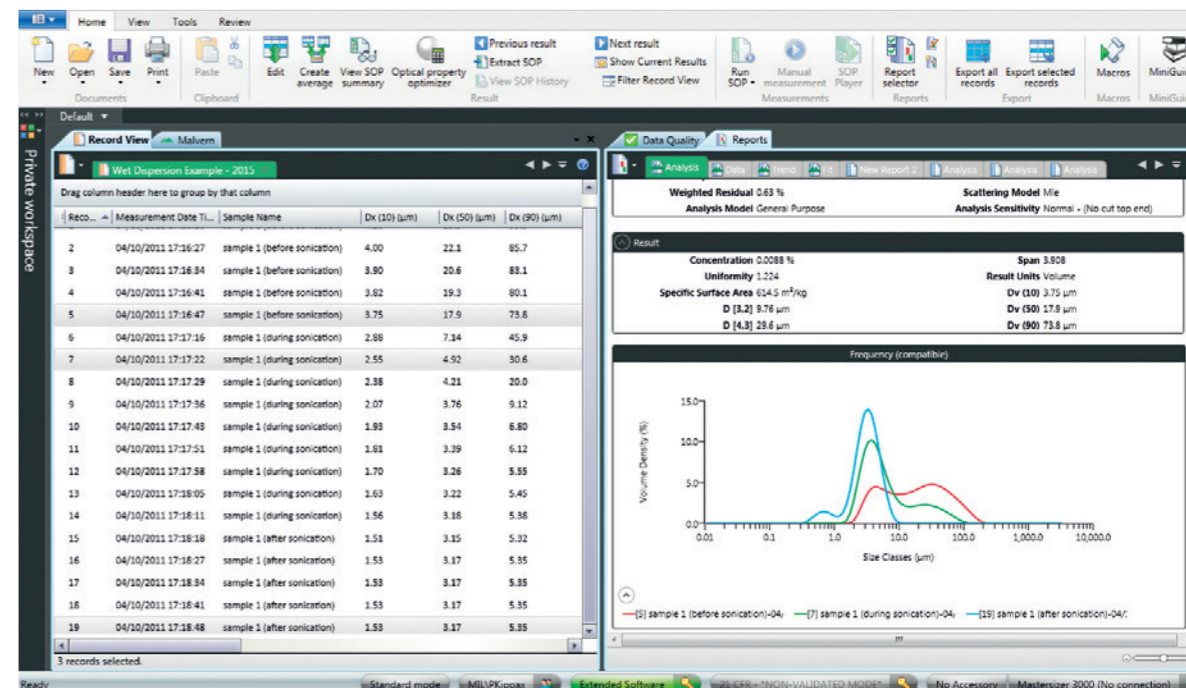 Home View Tools Review
New Open Save Print Paste Edit Create average View SOP summary Optical property optimizer
Previous result
Extract SOP
View SOP History
Next result
Show Current Results
Filter Record View
Run SOP Manual measurement SOP Player Report selector Export all records Export selected records Macros MiniGui
Documents Clipboard Result Measurements Reports Export Macros MiniGui
Default
Private workspace
Record View Malvern
Wet Dispersion Example - 2015
Drag column header here to group by that column
Reco... Measurement Date Ti... Sample Name Dx (10) (μm) Dx (50) (μm) Dx (90) (μm)
2 04/10/2011 17:16:27 sample 1 (before sonication) 4.00 22.1 85.7
3 04/10/2011 17:16:34 sample 1 (before sonication) 3.90 20.6 83.1
4 04/10/2011 17:16:41 sample 1 (before sonication) 3.82 19.3 80.1
5 04/10/2011 17:16:47 sample 1 (before sonication) 3.75 17.9 73.8
6 04/10/2011 17:17:16 sample 1 (during sonication) 2.88 7.14 45.9
7 04/10/2011 17:17:22 sample 1 (during sonication) 2.55 4.92 30.6
8 04/10/2011 17:17:29 sample 1 (during sonication) 2.38 4.21 20.0
9 04/10/2011 17:17:36 sample 1 (during sonication) 2.07 3.76 9.12
10 04/10/2011 17:17:43 sample 1 (during sonication) 1.93 3.54 6.80
11 04/10/2011 17:17:51 sample 1 (during sonication) 1.81 3.39 6.12
12 04/10/2011 17:17:58 sample 1 (during sonication) 1.70 3.26 5.55
13 04/10/2011 17:18:05 sample 1 (during sonication) 1.63 3.22 5.45
14 04/10/2011 17:18:11 sample 1 (during sonication) 1.56 3.18 5.38
15 04/10/2011 17:18:18 sample 1 (after sonication) 1.51 3.15 5.32
16 04/10/2011 17:18:27 sample 1 (after sonication) 1.53 3.17 5.35
17 04/10/2011 17:18:34 sample 1 (after sonication) 1.53 3.17 5.35
18 04/10/2011 17:18:41 sample 1 (after sonication) 1.53 3.17 5.35
19 04/10/2011 17:18:48 sample 1 (after sonication) 1.53 3.17 5.35
3 records selected.
Data Quality Reports
Analysis Data Trend Fit New Report 2 Analysis Analysis Analysis
Weighted Residual 0.63 % Scattering Model Mie
Analysis Model General Purpose Analysis Sensitivity Normal - (No cut top end)
Result
Concentration 0.0088 % Span 3.908
Uniformity 1.224 Result Units Volume
Specific Surface Area 614.5 m²/kg Dv (10) 3.75 μm
D [3,2] 9.76 μm Dv (50) 17.9 μm
D [4,3] 29.6 μm Dv (90) 73.8 μm
Frequency (compatible)
Volume Density (%)
15.0
10.0
5.0
0.0
0.01 0.1 1.0 10.0 100.0 1,000.0 10,000.0
Size Classes (μm)
[5] sample 1 (before sonication)-04/ [7] sample 1 (during sonication)-04/ [19] sample 1 (after sonication)-04/:
Ready Standard mode MIL\PKippax Extended Software 21 CFR - *NON-VALIDATED MODE* No Accessory Mastersizer 3000 (No connection)